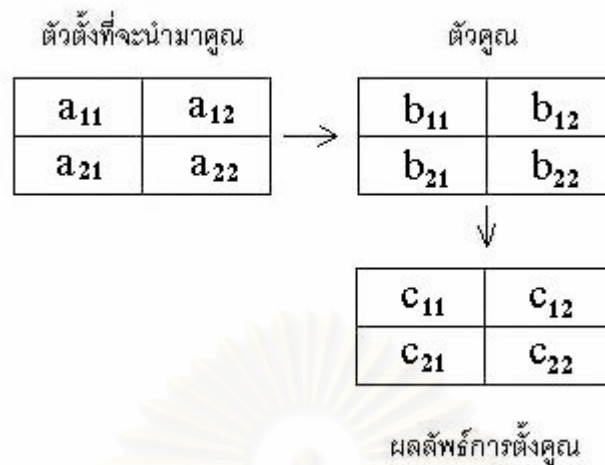 ตัวตั้งที่จะนำมาคูณ ตัวคูณ
a₁₁ a₁₂ b₁₁ b₁₂
a₂₁ a₂₂ b₂₁ b₂₂
c₁₁ c₁₂
c₂₁ c₂₂
ผลลัพธ์การตั้งคูณ